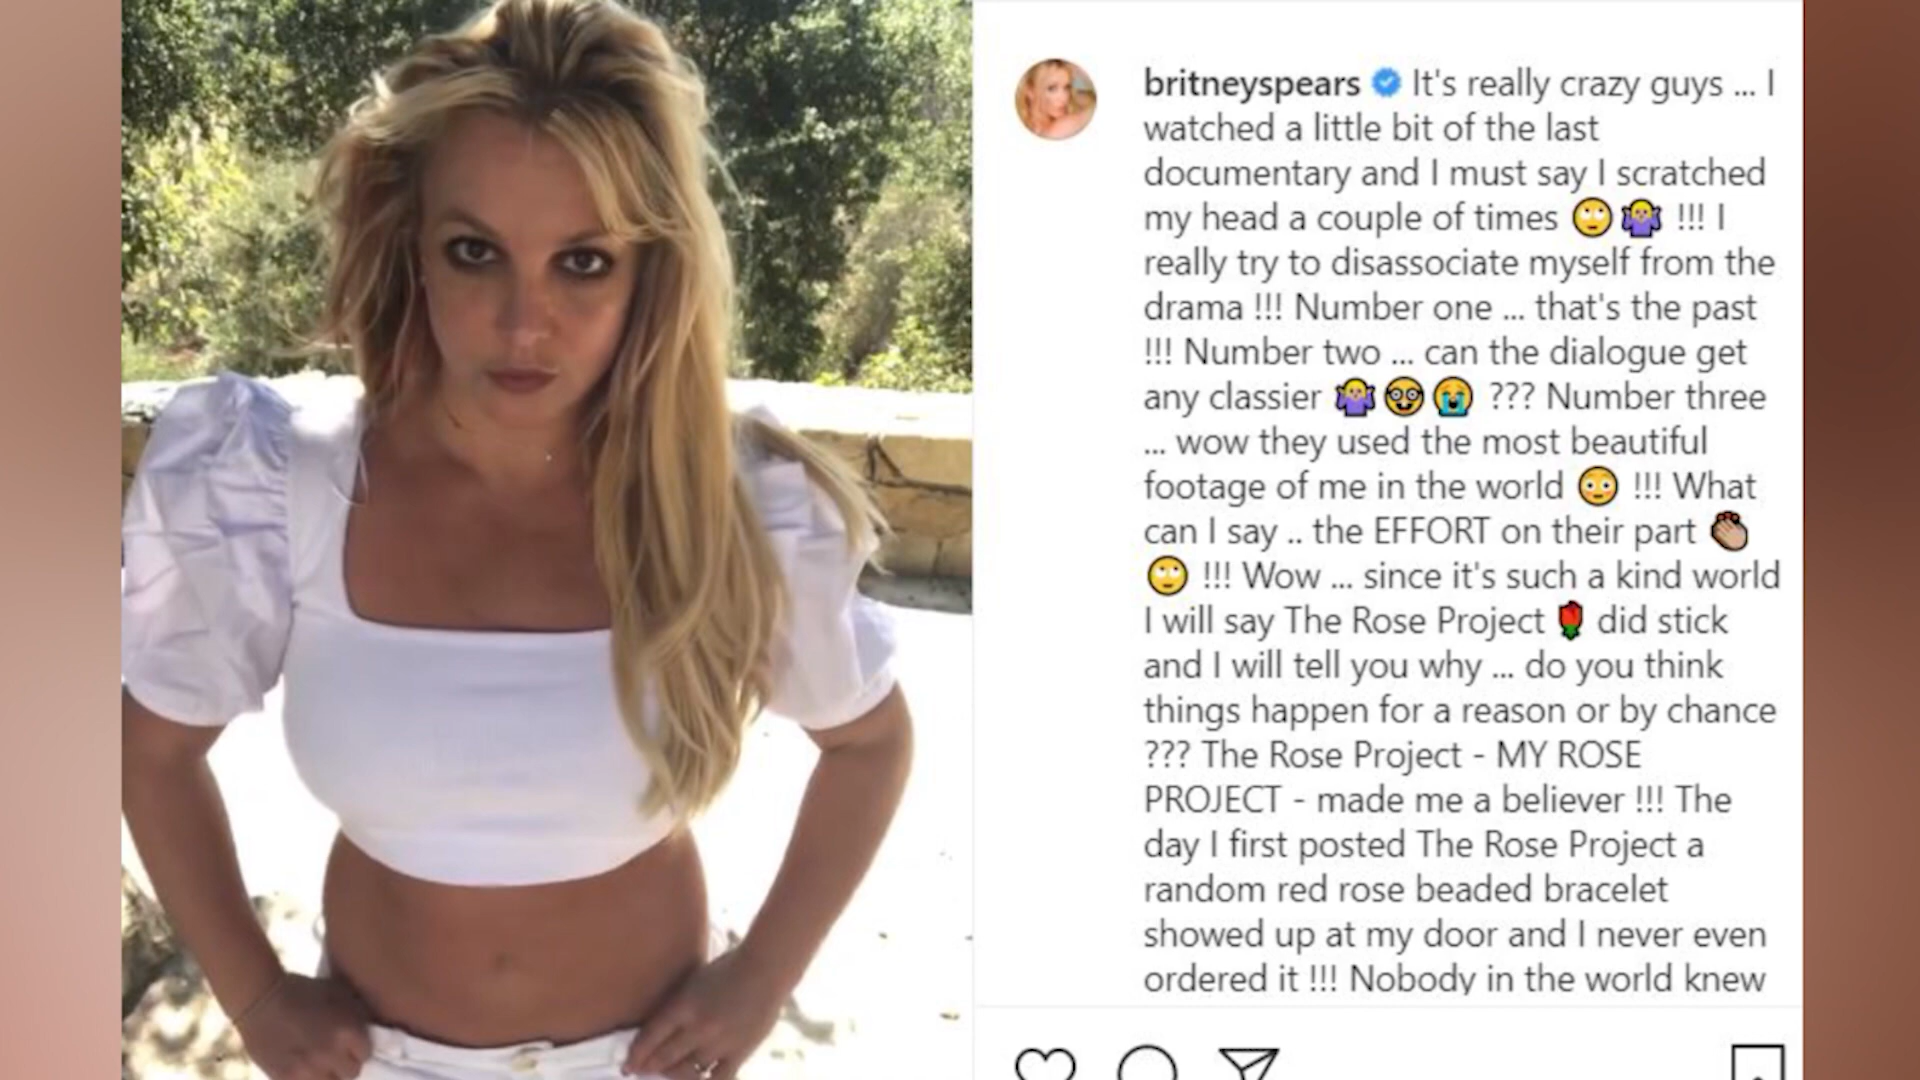 britneyspears It's really crazy guys ... I
watched a little bit of the last
documentary and I must say I scratched
my head a couple of times 🙄🤷‍♀️ !!! I
really try to disassociate myself from the
drama !!! Number one ... that's the past
!!! Number two ... can the dialogue get
any classier 🤷‍♀️🤓😭 ??? Number three
... wow they used the most beautiful
footage of me in the world 😳 !!! What
can I say .. the EFFORT on their part 👏🏼
🙄 !!! Wow ... since it's such a kind world
I will say The Rose Project🌹 did stick
and I will tell you why ... do you think
things happen for a reason or by chance
??? The Rose Project - MY ROSE
PROJECT - made me a believer !!! The
day I first posted The Rose Project a
random red rose beaded bracelet
showed up at my door and I never even
ordered it !!! Nobody in the world knew